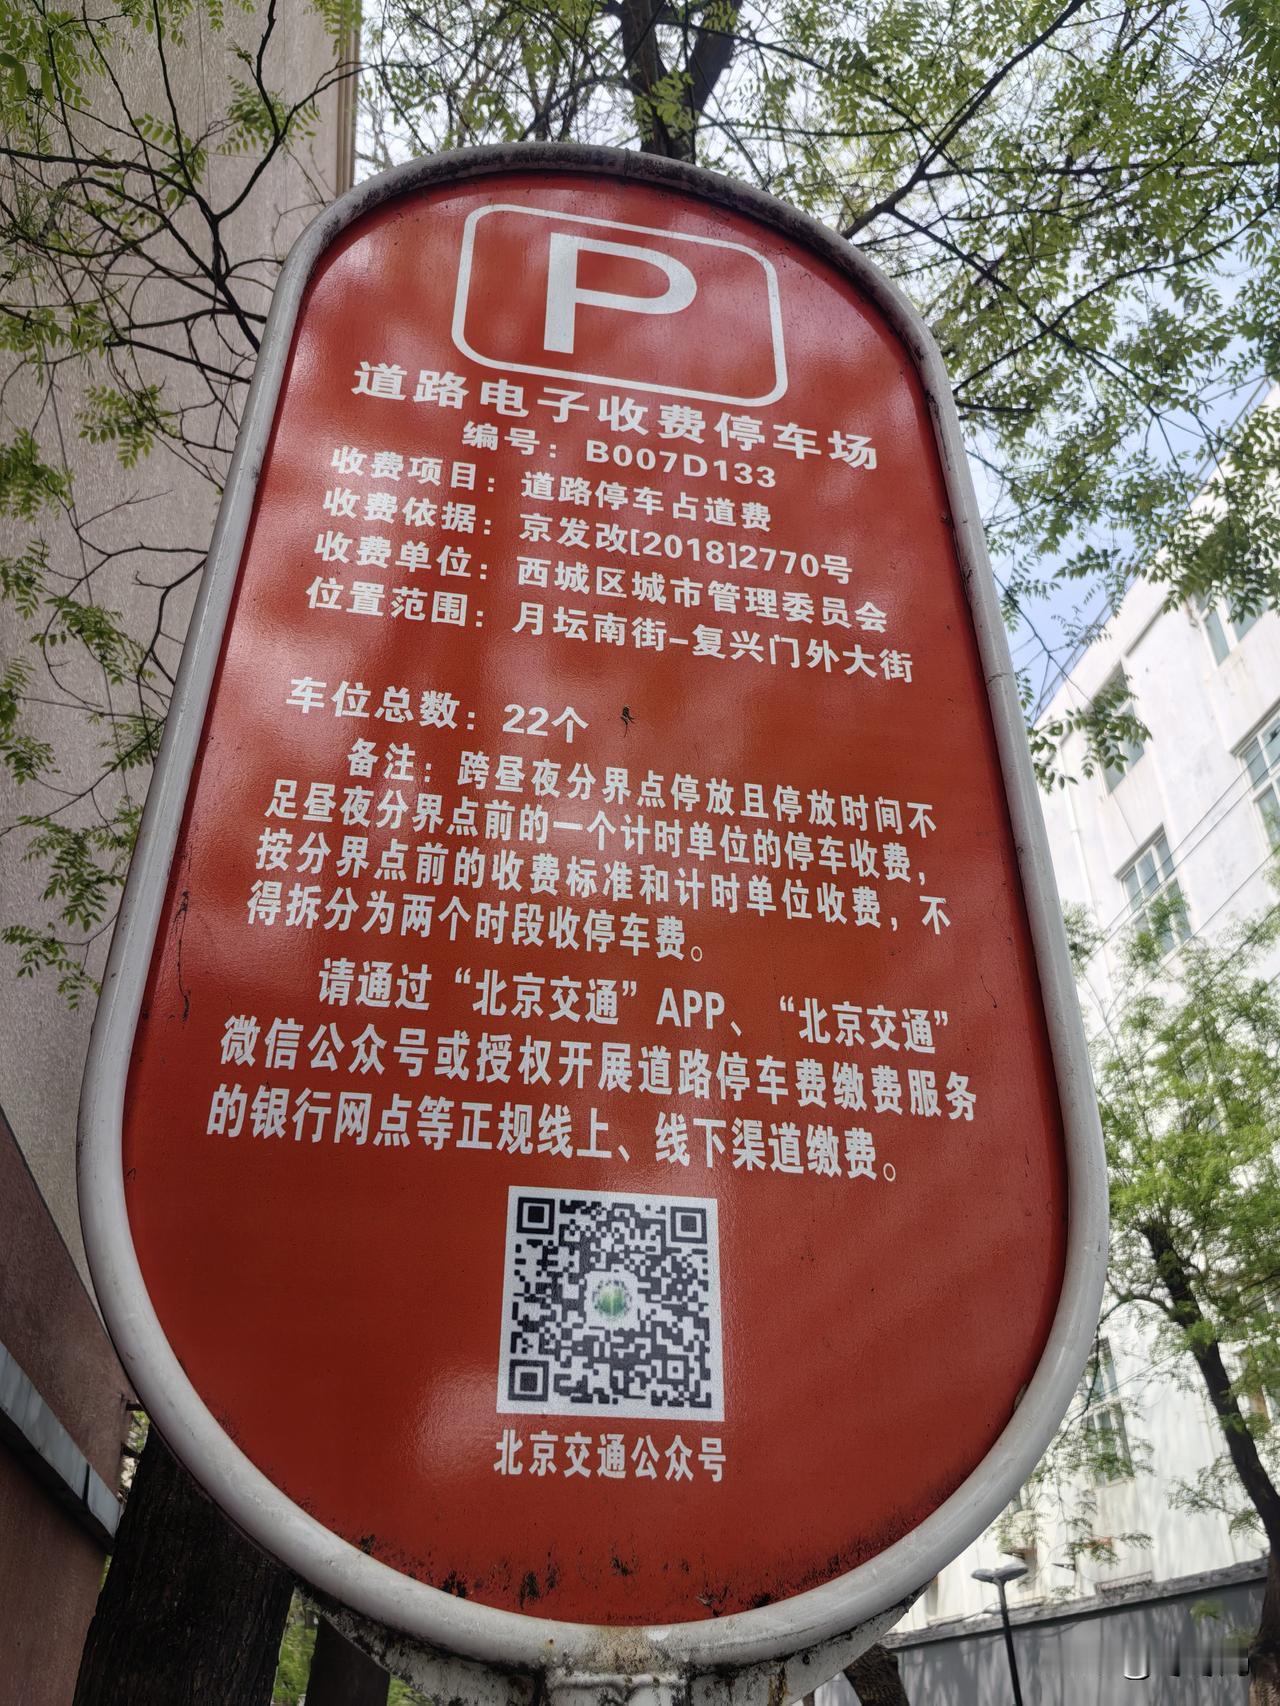 P
道路电子收费停车场
编号：B007D133
收费项目：道路停车占道费
收费依据：京发改[2018]2770号
收费单位：西城区城市管理委员会
位置范围：月坛南街-复兴门外大街
车位总数：22个
备注：跨昼夜分界点停放且停放时间不
足昼夜分界点前的一个计时单位的停车收费，
按分界点前的收费标准和计时单位收费，不
得拆分为两个时段收停车费。
请通过“北京交通”APP、“北京交通”
微信公众号或授权开展道路停车费缴费服务
的银行网点等正规线上、线下渠道缴费。
北京交通公众号